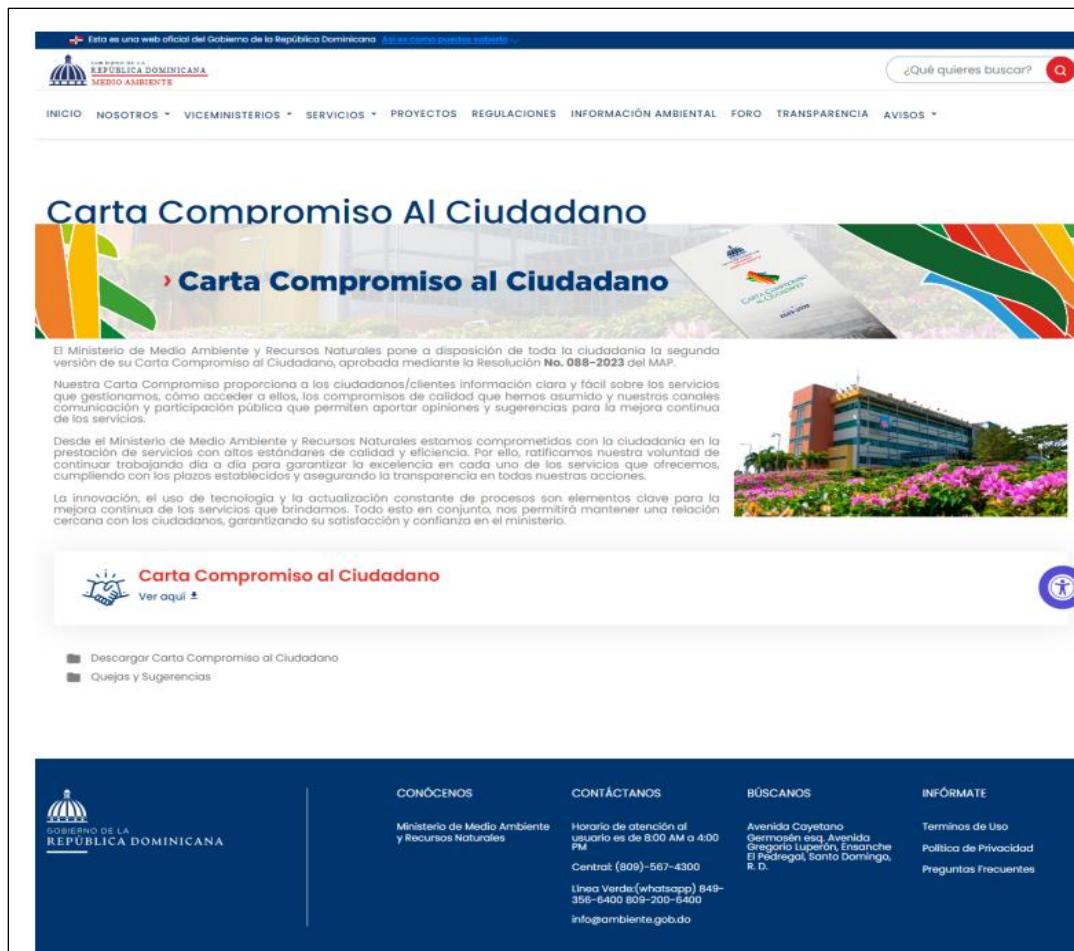 Esta es una web oficial del Gobierno de la República Dominicana Así es como puedes saberlo
GOBIERNO DE LA
REPÚBLICA DOMINICANA
MEDIO AMBIENTE
¿Qué quieres buscar?
INICIO NOSOTROS VICEMINISTERIOS SERVICIOS PROYECTOS REGULACIONES INFORMACIÓN AMBIENTAL FORO TRANSPARENCIA AVISOS
Carta Compromiso Al Ciudadano
› Carta Compromiso al Ciudadano
CARTA COMPROMISO
AL CIUDADANO
El Ministerio de Medio Ambiente y Recursos Naturales pone a disposición de toda la ciudadanía la segunda
versión de su Carta Compromiso al Ciudadano, aprobada mediante la Resolución No. 088-2023 del MAP.
Nuestra Carta Compromiso proporciona a los ciudadanos/clientes información clara y fácil sobre los servicios
que gestionamos, cómo acceder a ellos, los compromisos de calidad que hemos asumido y nuestros canales
comunicación y participación pública que permiten aportar opiniones y sugerencias para la mejora continua
de los servicios.
Desde el Ministerio de Medio Ambiente y Recursos Naturales estamos comprometidos con la ciudadanía en la
prestación de servicios con altos estándares de calidad y eficiencia. Por ello, ratificamos nuestra voluntad de
continuar trabajando día a día para garantizar la excelencia en cada uno de los servicios que ofrecemos,
cumpliendo con los plazos establecidos y asegurando la transparencia en todas nuestras acciones.
La innovación, el uso de tecnología y la actualización constante de procesos son elementos clave para la
mejora continua de los servicios que brindamos. Todo esto en conjunto, nos permitirá mantener una relación
cercana con los ciudadanos, garantizando su satisfacción y confianza en el ministerio.
Carta Compromiso al Ciudadano
Ver aquí
Descargar Carta Compromiso al Ciudadano
Quejas y Sugerencias
GOBIERNO DE LA
REPÚBLICA DOMINICANA
CONÓCENOS
Ministerio de Medio Ambiente
y Recursos Naturales
CONTÁCTANOS
Horario de atención al
usuario es de 8:00 AM a 4:00
PM
Central: (809)-567-4300
Línea Verde:(whatsapp) 849-
356-6400 809-200-6400
info@ambiente.gob.do
BÚSCANOS
Avenida Cayetano
Germosén esq. Avenida
Gregorio Luperón, Ensanche
El Pedregal, Santo Domingo,
R. D.
INFÓRMATE
Terminos de Uso
Política de Privacidad
Preguntas Frecuentes